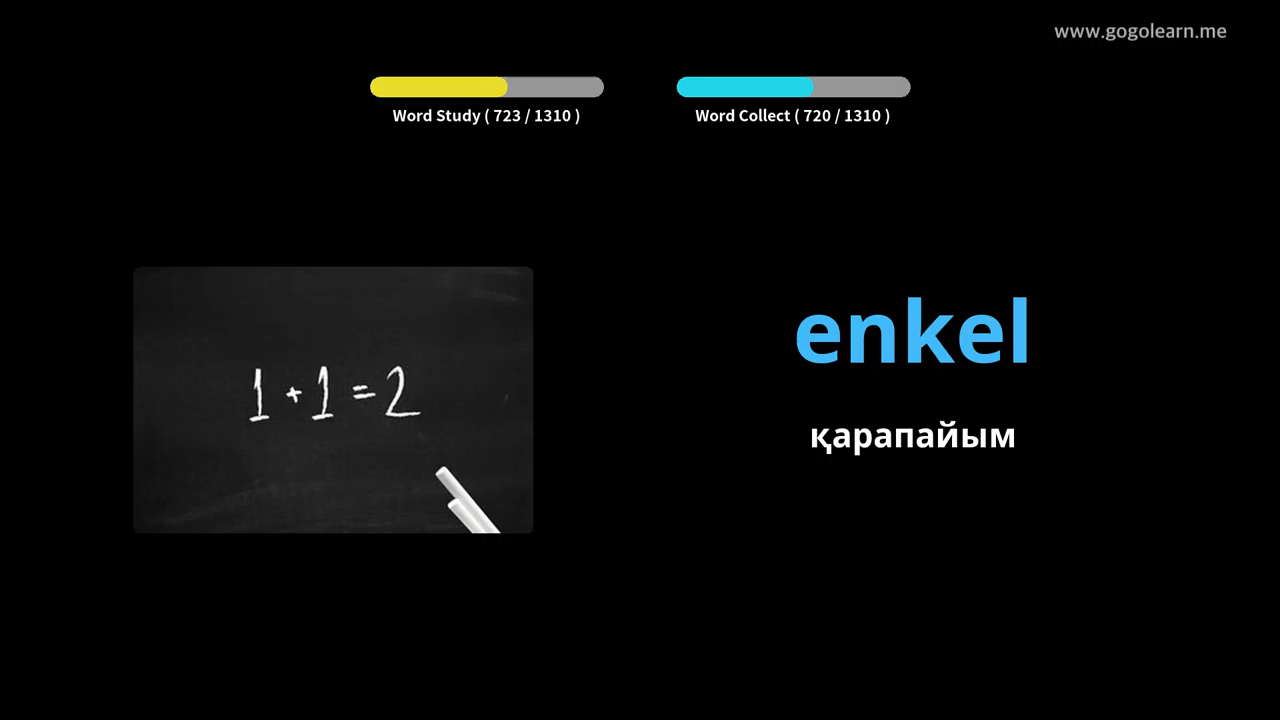 www.gogolearn.me
Word Study ( 723 / 1310 )
Word Collect ( 720 / 1310 )
1 + 1 = 2
enkel
қарапайым